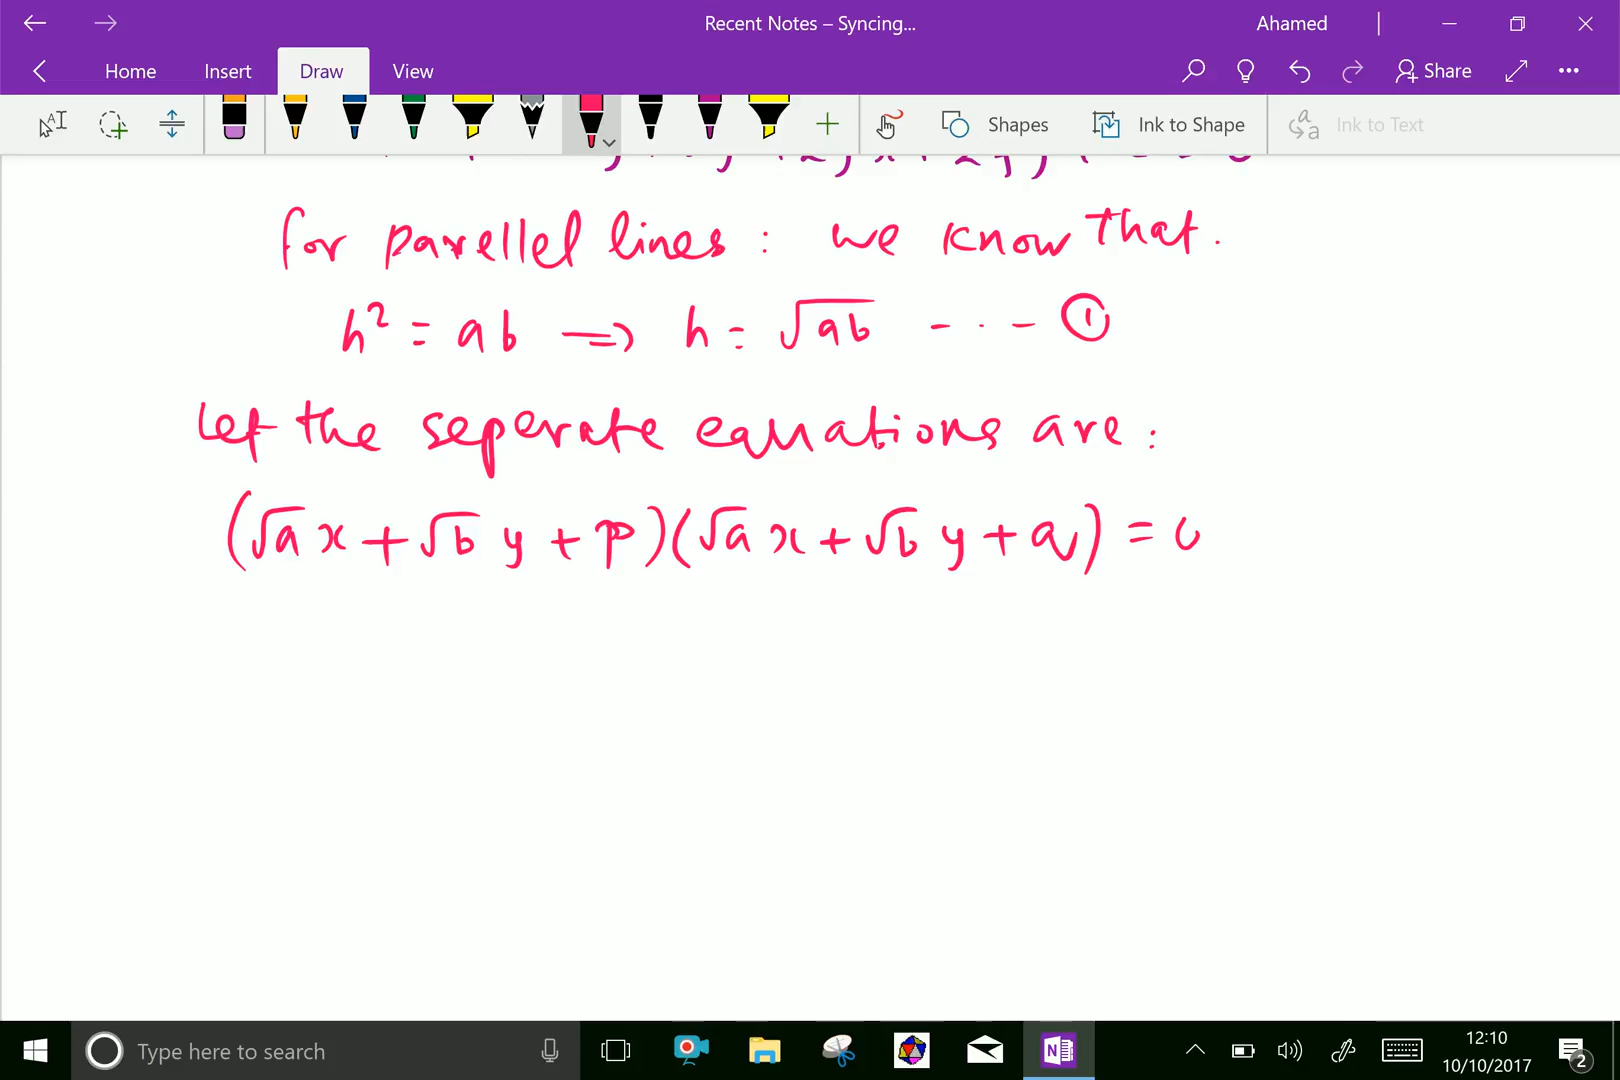 Recent Notes – Syncing...
Ahamed
Home Insert Draw View
Share
Shapes
Ink to Shape
Ink to Text
for parellel lines : we know that.
h² = ab ⟹ h = √ab - - - - ①
Let the seperate equations are :
(√a x + √b y + p)(√a x + √b y + q) = 0
Type here to search
12:10
10/10/2017
2